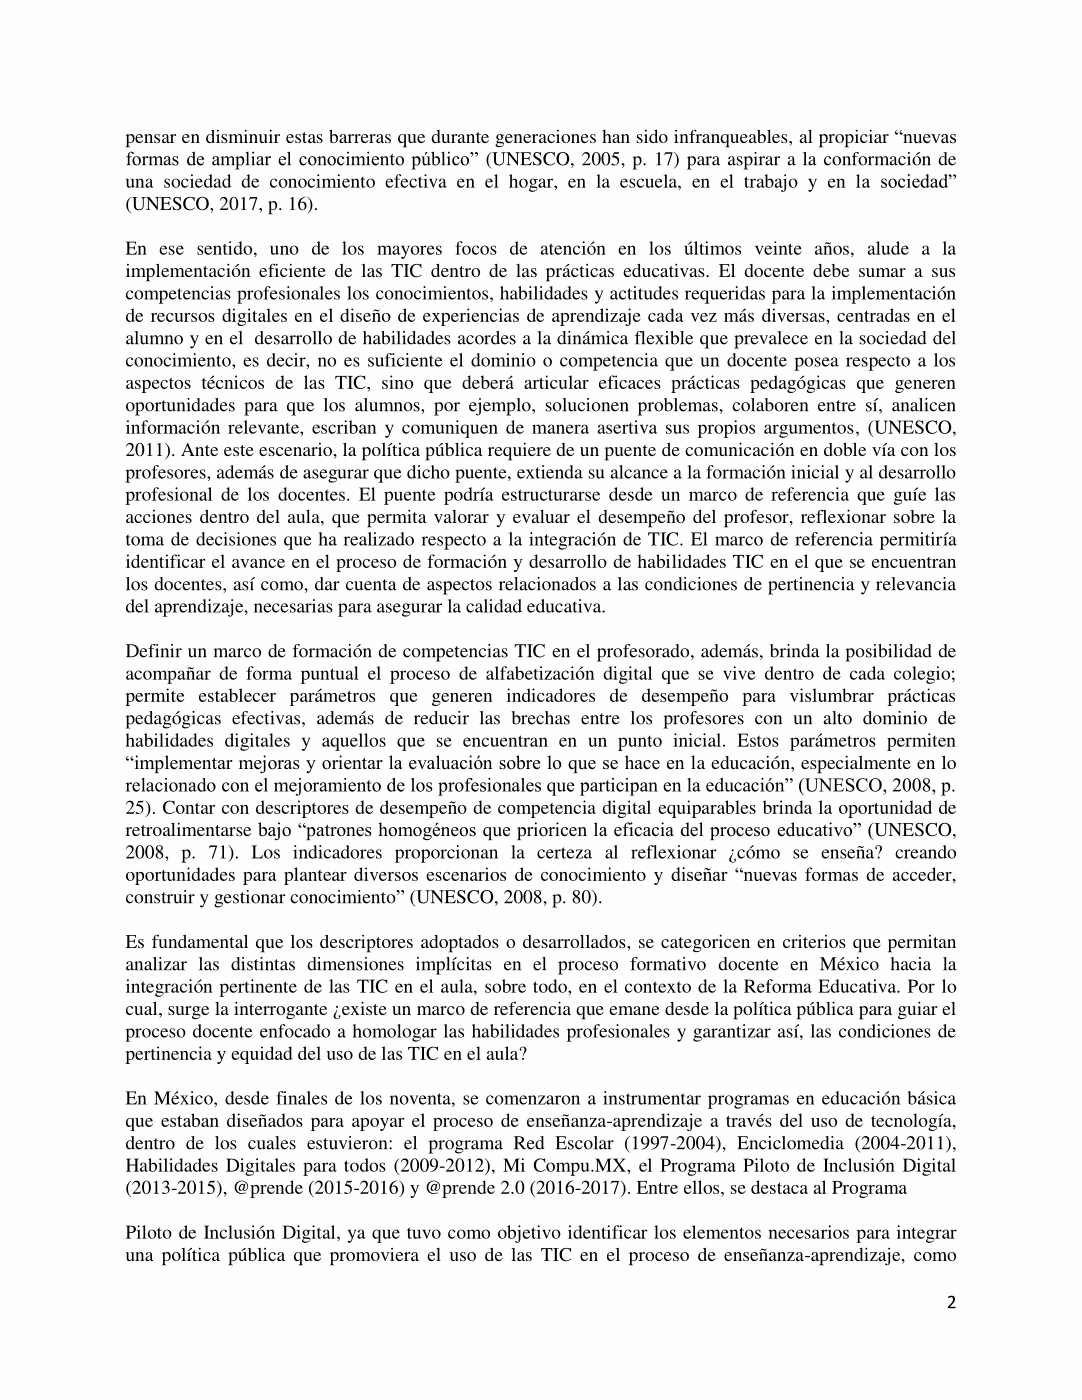 pensar en disminuir estas barreras que durante generaciones han sido infranqueables, al propiciar “nuevas
formas de ampliar el conocimiento público” (UNESCO, 2005, p. 17) para aspirar a la conformación de
una sociedad de conocimiento efectiva en el hogar, en la escuela, en el trabajo y en la sociedad”
(UNESCO, 2017, p. 16).
En ese sentido, uno de los mayores focos de atención en los últimos veinte años, alude a la
implementación eficiente de las TIC dentro de las prácticas educativas. El docente debe sumar a sus
competencias profesionales los conocimientos, habilidades y actitudes requeridas para la implementación
de recursos digitales en el diseño de experiencias de aprendizaje cada vez más diversas, centradas en el
alumno y en el desarrollo de habilidades acordes a la dinámica flexible que prevalece en la sociedad del
conocimiento, es decir, no es suficiente el dominio o competencia que un docente posea respecto a los
aspectos técnicos de las TIC, sino que deberá articular eficaces prácticas pedagógicas que generen
oportunidades para que los alumnos, por ejemplo, solucionen problemas, colaboren entre sí, analicen
información relevante, escriban y comuniquen de manera asertiva sus propios argumentos, (UNESCO,
2011). Ante este escenario, la política pública requiere de un puente de comunicación en doble vía con los
profesores, además de asegurar que dicho puente, extienda su alcance a la formación inicial y al desarrollo
profesional de los docentes. El puente podría estructurarse desde un marco de referencia que guíe las
acciones dentro del aula, que permita valorar y evaluar el desempeño del profesor, reflexionar sobre la
toma de decisiones que ha realizado respecto a la integración de TIC. El marco de referencia permitiría
identificar el avance en el proceso de formación y desarrollo de habilidades TIC en el que se encuentran
los docentes, así como, dar cuenta de aspectos relacionados a las condiciones de pertinencia y relevancia
del aprendizaje, necesarias para asegurar la calidad educativa.
Definir un marco de formación de competencias TIC en el profesorado, además, brinda la posibilidad de
acompañar de forma puntual el proceso de alfabetización digital que se vive dentro de cada colegio;
permite establecer parámetros que generen indicadores de desempeño para vislumbrar prácticas
pedagógicas efectivas, además de reducir las brechas entre los profesores con un alto dominio de
habilidades digitales y aquellos que se encuentran en un punto inicial. Estos parámetros permiten
“implementar mejoras y orientar la evaluación sobre lo que se hace en la educación, especialmente en lo
relacionado con el mejoramiento de los profesionales que participan en la educación” (UNESCO, 2008, p.
25). Contar con descriptores de desempeño de competencia digital equiparables brinda la oportunidad de
retroalimentarse bajo “patrones homogéneos que prioricen la eficacia del proceso educativo” (UNESCO,
2008, p. 71). Los indicadores proporcionan la certeza al reflexionar ¿cómo se enseña? creando
oportunidades para plantear diversos escenarios de conocimiento y diseñar “nuevas formas de acceder,
construir y gestionar conocimiento” (UNESCO, 2008, p. 80).
Es fundamental que los descriptores adoptados o desarrollados, se categoricen en criterios que permitan
analizar las distintas dimensiones implícitas en el proceso formativo docente en México hacia la
integración pertinente de las TIC en el aula, sobre todo, en el contexto de la Reforma Educativa. Por lo
cual, surge la interrogante ¿existe un marco de referencia que emane desde la política pública para guiar el
proceso docente enfocado a homologar las habilidades profesionales y garantizar así, las condiciones de
pertinencia y equidad del uso de las TIC en el aula?
En México, desde finales de los noventa, se comenzaron a instrumentar programas en educación básica
que estaban diseñados para apoyar el proceso de enseñanza-aprendizaje a través del uso de tecnología,
dentro de los cuales estuvieron: el programa Red Escolar (1997-2004), Enciclomedia (2004-2011),
Habilidades Digitales para todos (2009-2012), Mi Compu.MX, el Programa Piloto de Inclusión Digital
(2013-2015), @prende (2015-2016) y @prende 2.0 (2016-2017). Entre ellos, se destaca al Programa
Piloto de Inclusión Digital, ya que tuvo como objetivo identificar los elementos necesarios para integrar
una política pública que promoviera el uso de las TIC en el proceso de enseñanza-aprendizaje, como
2